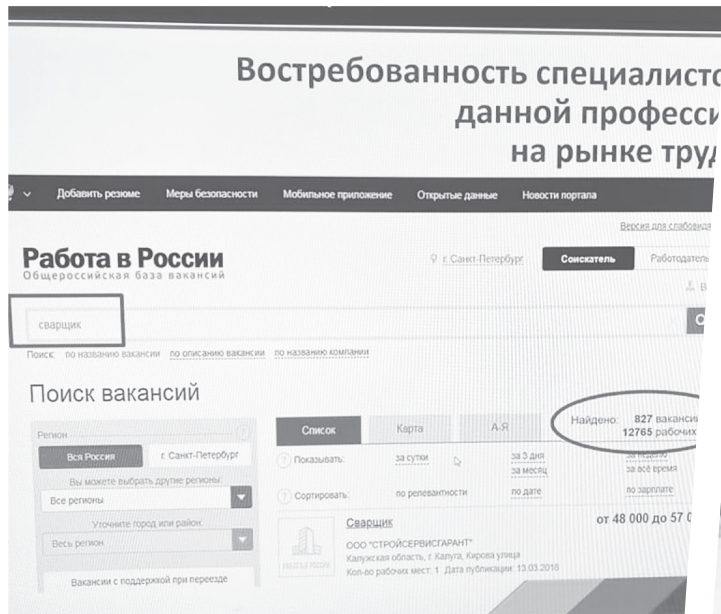 Востребованность специалисто
данной професси
на рынке труд
Добавить резюме Меры безопасности Мобильное приложение Открытые данные Новости портала
Версия для слабовидя
Работа в России
Общероссийская база вакансий
г. Санкт-Петербург Соискатель Работодатель
В
сварщик
Поиск: по названию вакансии по описанию вакансии по названию компании
Поиск вакансий
Найдено: 827 вакансии
12765 рабочих
Регион
Список Карта А-Я
Вся Россия г. Санкт-Петербург
Показывать: за сутки за 3 дня за неделю
за месяц за всё время
Вы можете выбрать другие регионы:
Все регионы
Сортировать: по релевантности по дате по зарплате
Уточните город или район:
Весь регион
Сварщик от 48 000 до 57 0
ООО "СТРОЙСЕРВИСГАРАНТ"
Калужская область, г. Калуга, Кирова улица
Кол-во рабочих мест: 1 Дата публикации: 13.03.2018
РАБОТА В РОССИИ
Вакансии с поддержкой при переезде